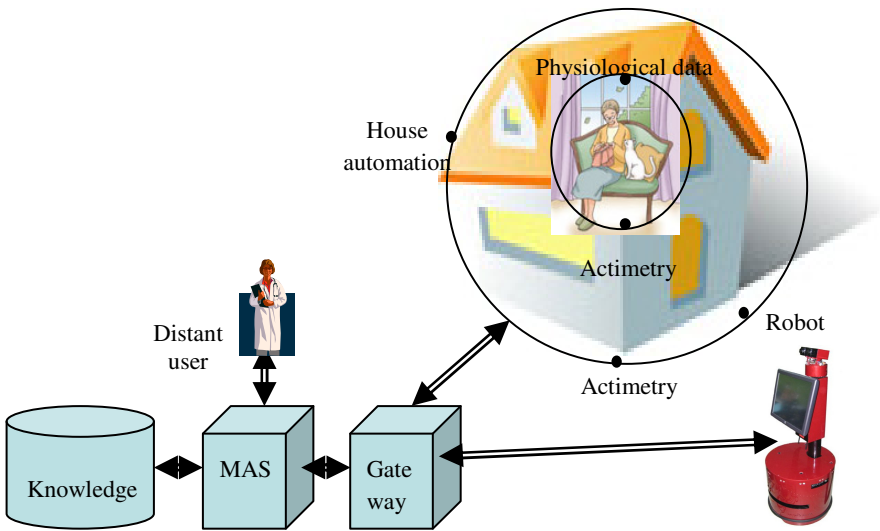 Physiological data
House
automation
Actimetry
Robot
Actimetry
Distant
user
MAS
Gate
way
Knowledge